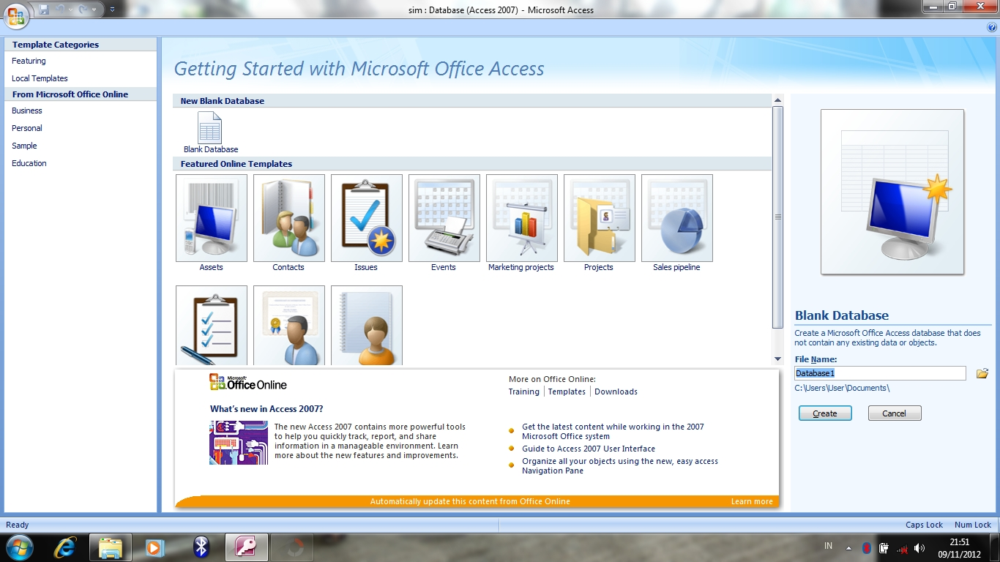 sim : Database (Access 2007) - Microsoft Access
Template Categories
Featuring
Local Templates
From Microsoft Office Online
Business
Personal
Sample
Education
Getting Started with Microsoft Office Access
New Blank Database
Blank Database
Featured Online Templates
Assets
Contacts
Issues
Events
Marketing projects
Projects
Sales pipeline
Microsoft
Office Online
What's new in Access 2007?
The new Access 2007 contains more powerful tools
to help you quickly track, report, and share
information in a manageable environment. Learn
more about the new features and improvements.
More on Office Online:
Training | Templates | Downloads
Get the latest content while working in the 2007
Microsoft Office system
Guide to Access 2007 User Interface
Organize all your objects using the new, easy access
Navigation Pane
Automatically update this content from Office Online
Learn more
Blank Database
Create a Microsoft Office Access database that does
not contain any existing data or objects.
File Name:
Database1
C:\Users\User\Documents\
Create
Cancel
Ready
Caps Lock
Num Lock
IN
21:51
09/11/2012